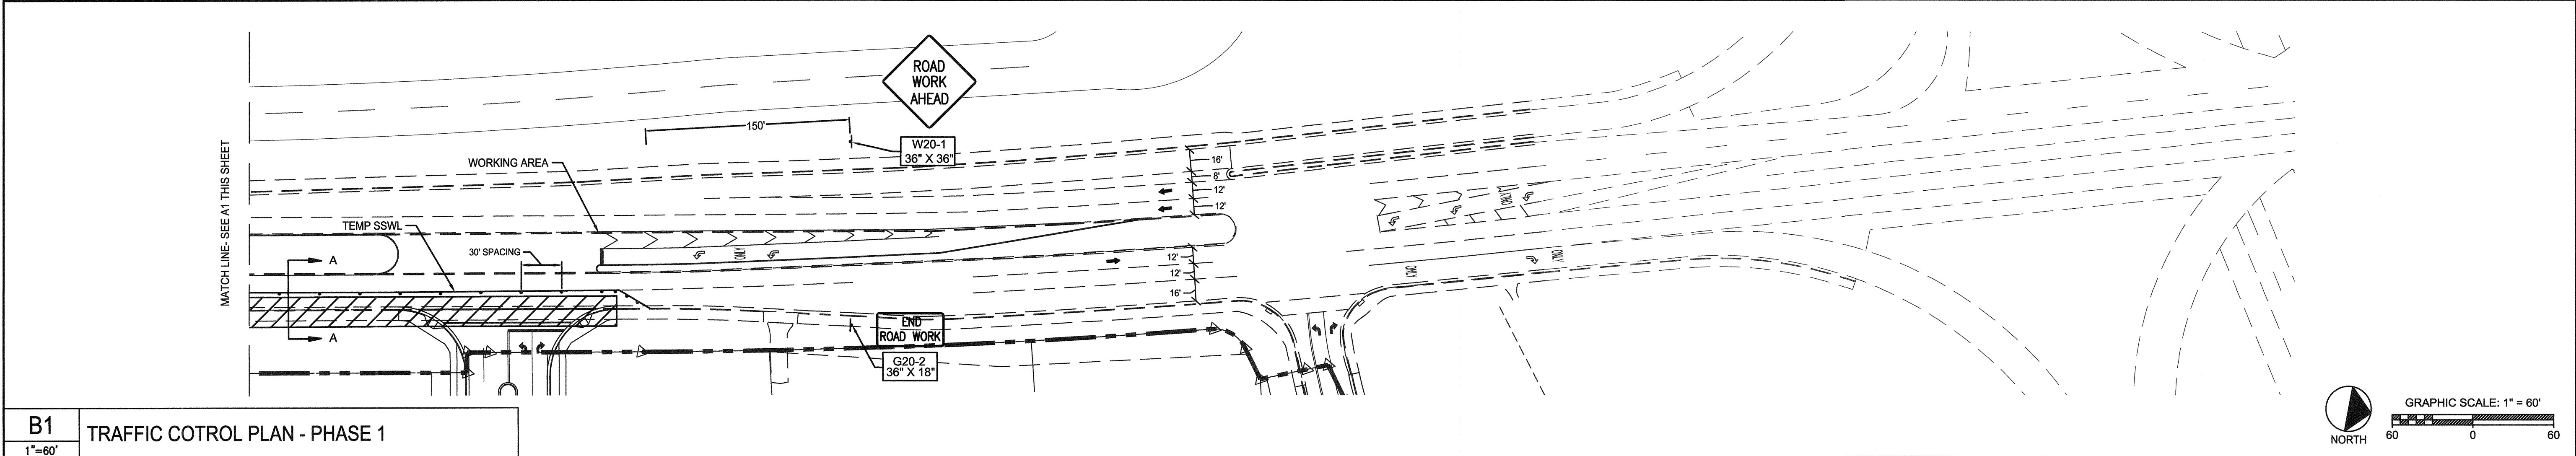 ROAD
WORK
AHEAD
150'
W20-1
36" X 36"
WORKING AREA
MATCH LINE- SEE A1 THIS SHEET
TEMP SSWL
30' SPACING
A
A
ONLY
16'
8'
12'
12'
12'
12'
16'
ONLY
ONLY
ONLY
END
ROAD WORK
G20-2
36" X 18"
B1
1"=60'
TRAFFIC COTROL PLAN - PHASE 1
NORTH
GRAPHIC SCALE: 1" = 60'
60
0
60